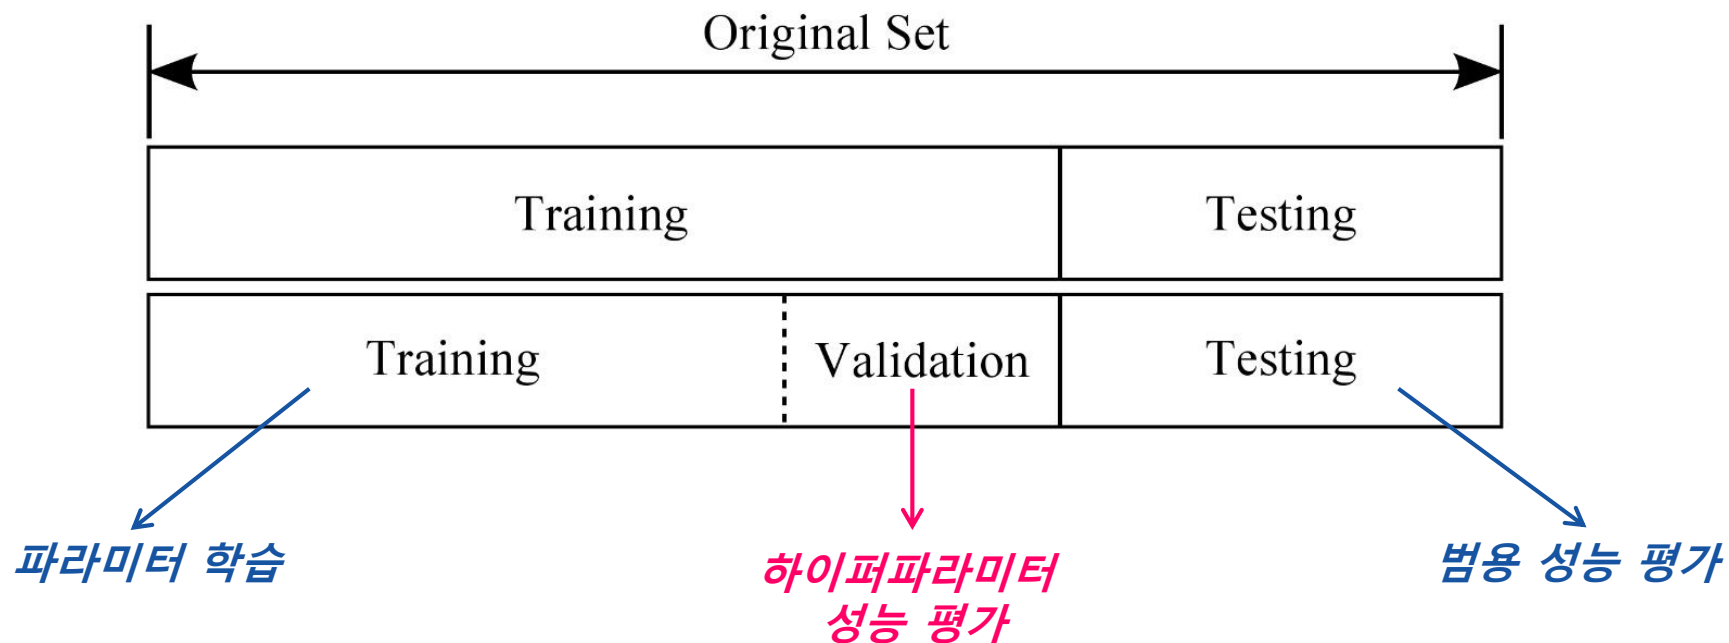 Original Set
Training
Testing
Training
Validation
Testing
파라미터 학습
하이퍼파라미터
성능 평가
범용 성능 평가